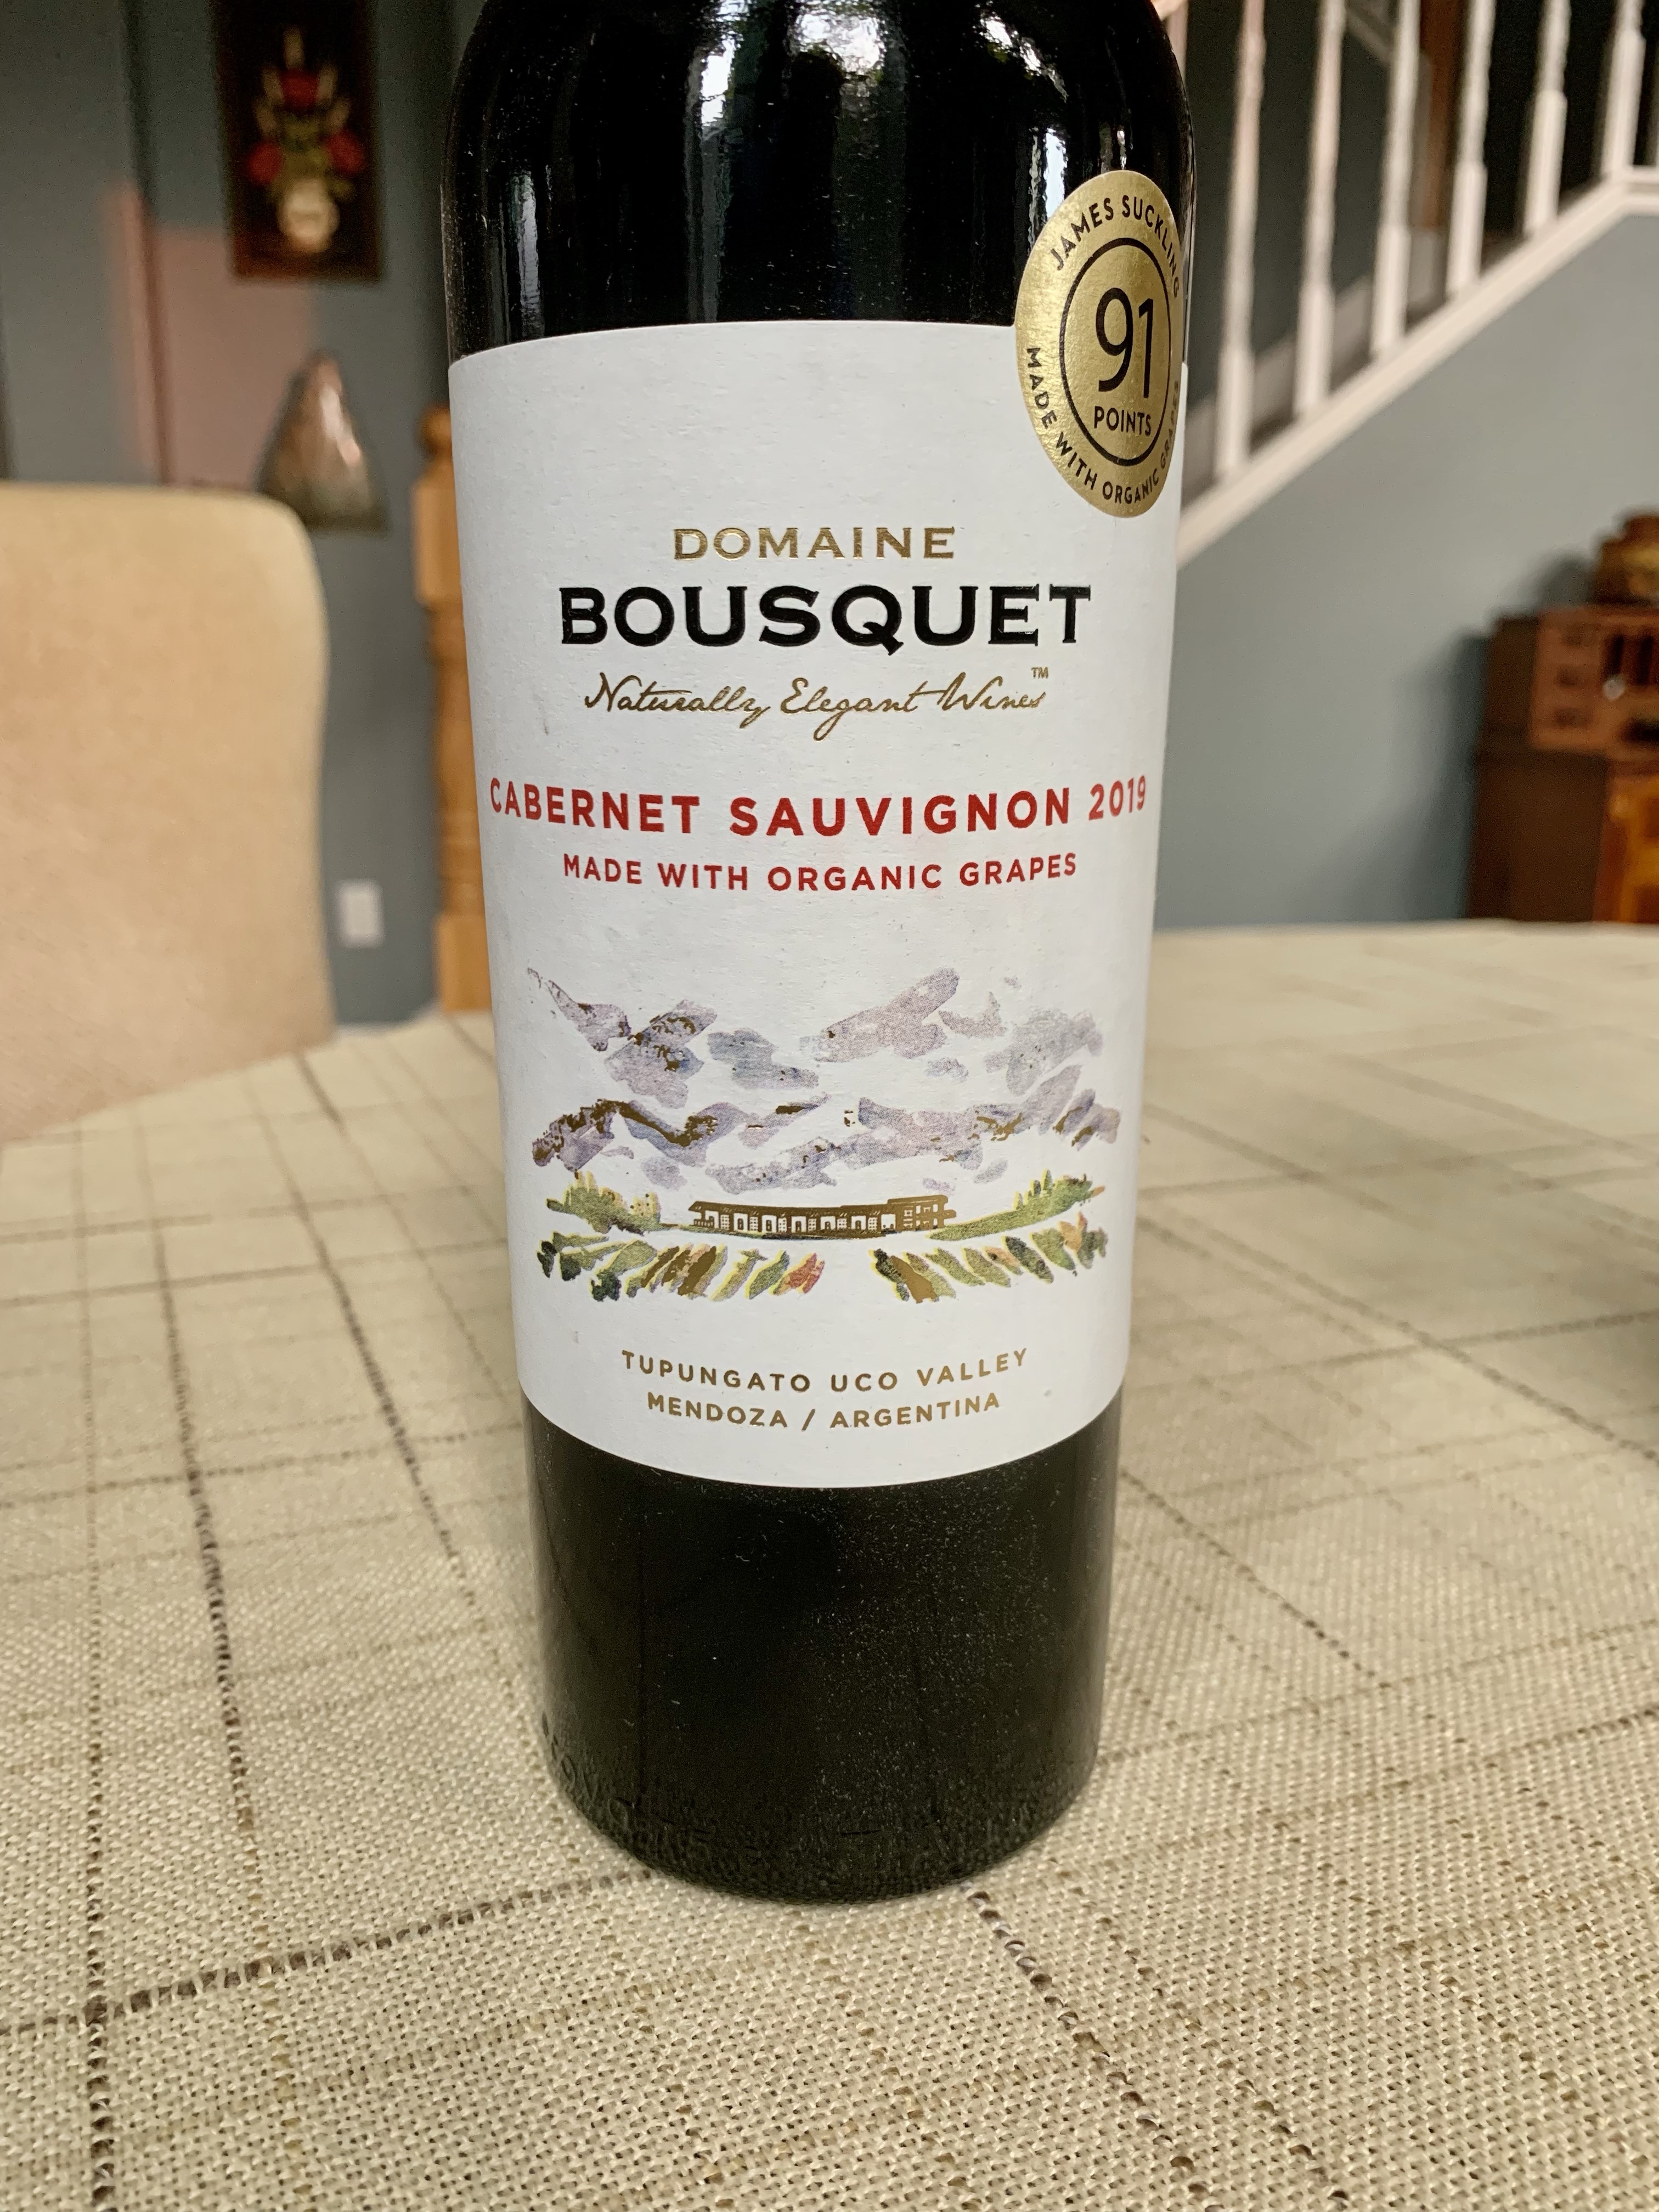 JAMES SUCKLING
91
POINTS
MADE WITH ORGANIC GRAPES
DOMAINE
BOUSQUET
Naturally Elegant Wines™
CABERNET SAUVIGNON 2019
MADE WITH ORGANIC GRAPES
TUPUNGATO UCO VALLEY
MENDOZA / ARGENTINA